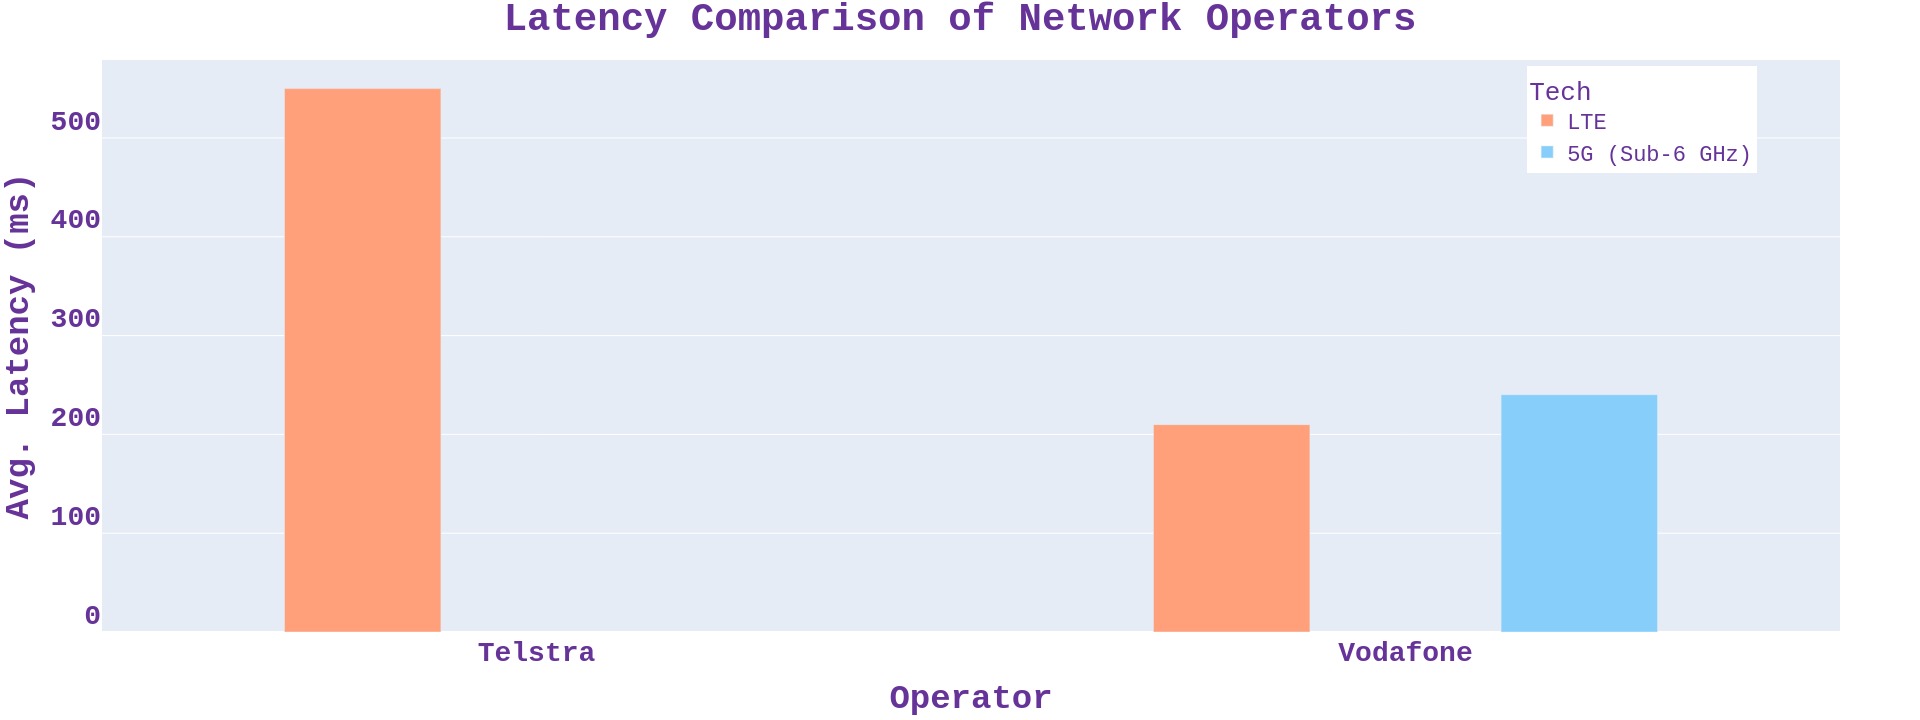 Latency Comparison of Network Operators
Tech
LTE
5G (Sub-6 GHz)
Avg. Latency (ms)
500
400
300
200
100
0
Telstra
Vodafone
Operator